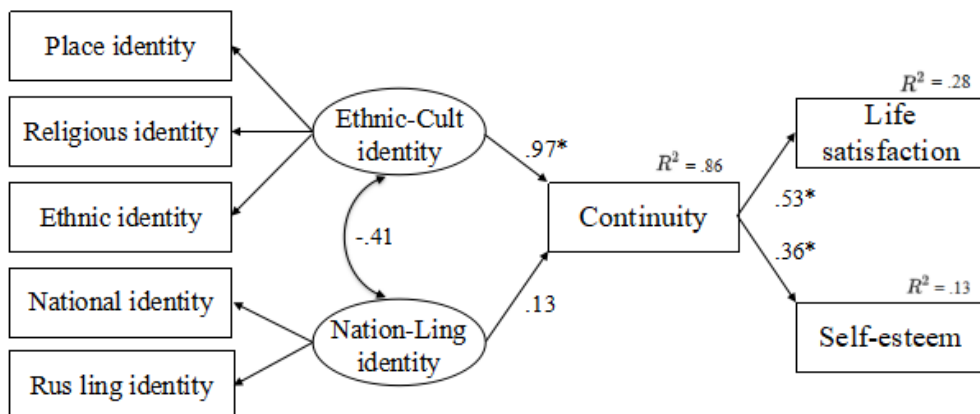 Place identity
Religious identity
Ethnic identity
National identity
Rus ling identity
Ethnic-Cult
identity
-.41
Nation-Ling
identity
.97*
.13
R² = .86
Continuity
.53*
.36*
R² = .28
Life
satisfaction
R² = .13
Self-esteem